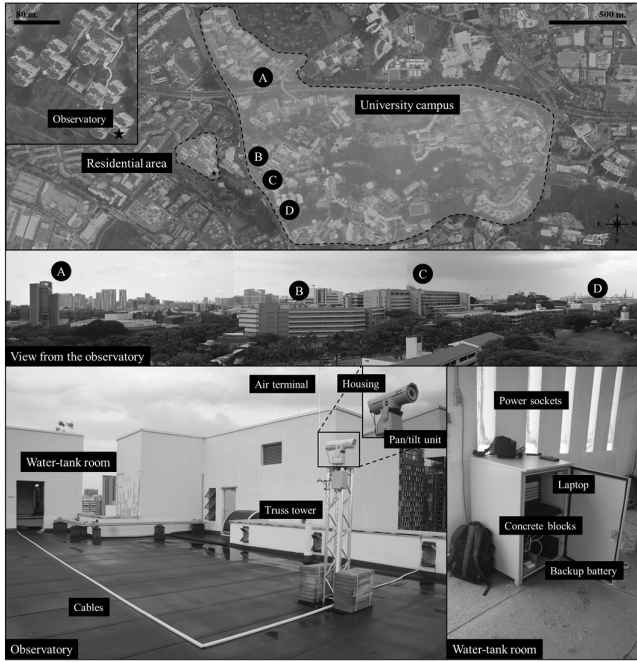 80 m.
500 m.
A
University campus
Observatory
Residential area
B
C
D
A
B
C
D
View from the observatory
Air terminal
Housing
Pan/tilt unit
Water-tank room
Truss tower
Cables
Observatory
Power sockets
Laptop
Concrete blocks
Backup battery
Water-tank room